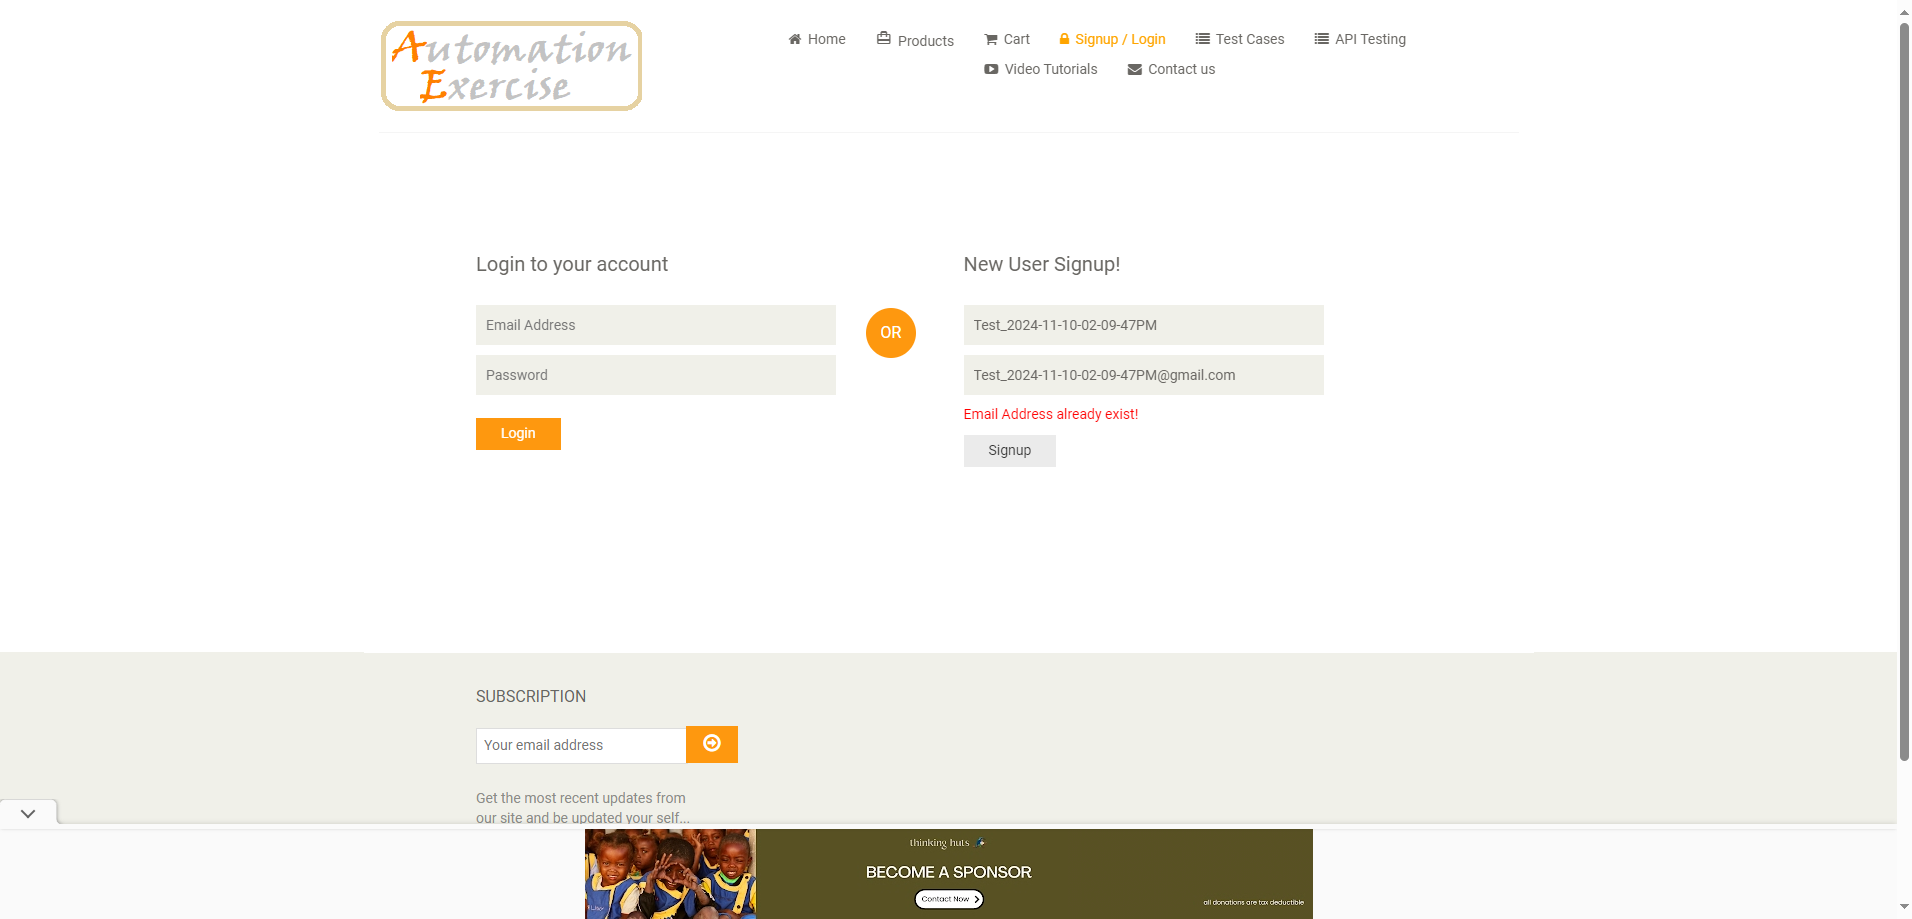 Automation
Exercise
Home
Products
Cart
Signup / Login
Test Cases
API Testing
Video Tutorials
Contact us
Login to your account
Email Address
Password
Login
OR
New User Signup!
Test_2024-11-10-02-09-47PM
Test_2024-11-10-02-09-47PM@gmail.com
Email Address already exist!
Signup
SUBSCRIPTION
Your email address
Get the most recent updates from
our site and be updated your self...
thinking huts
BECOME A SPONSOR
Contact Now
all donations are tax deductible